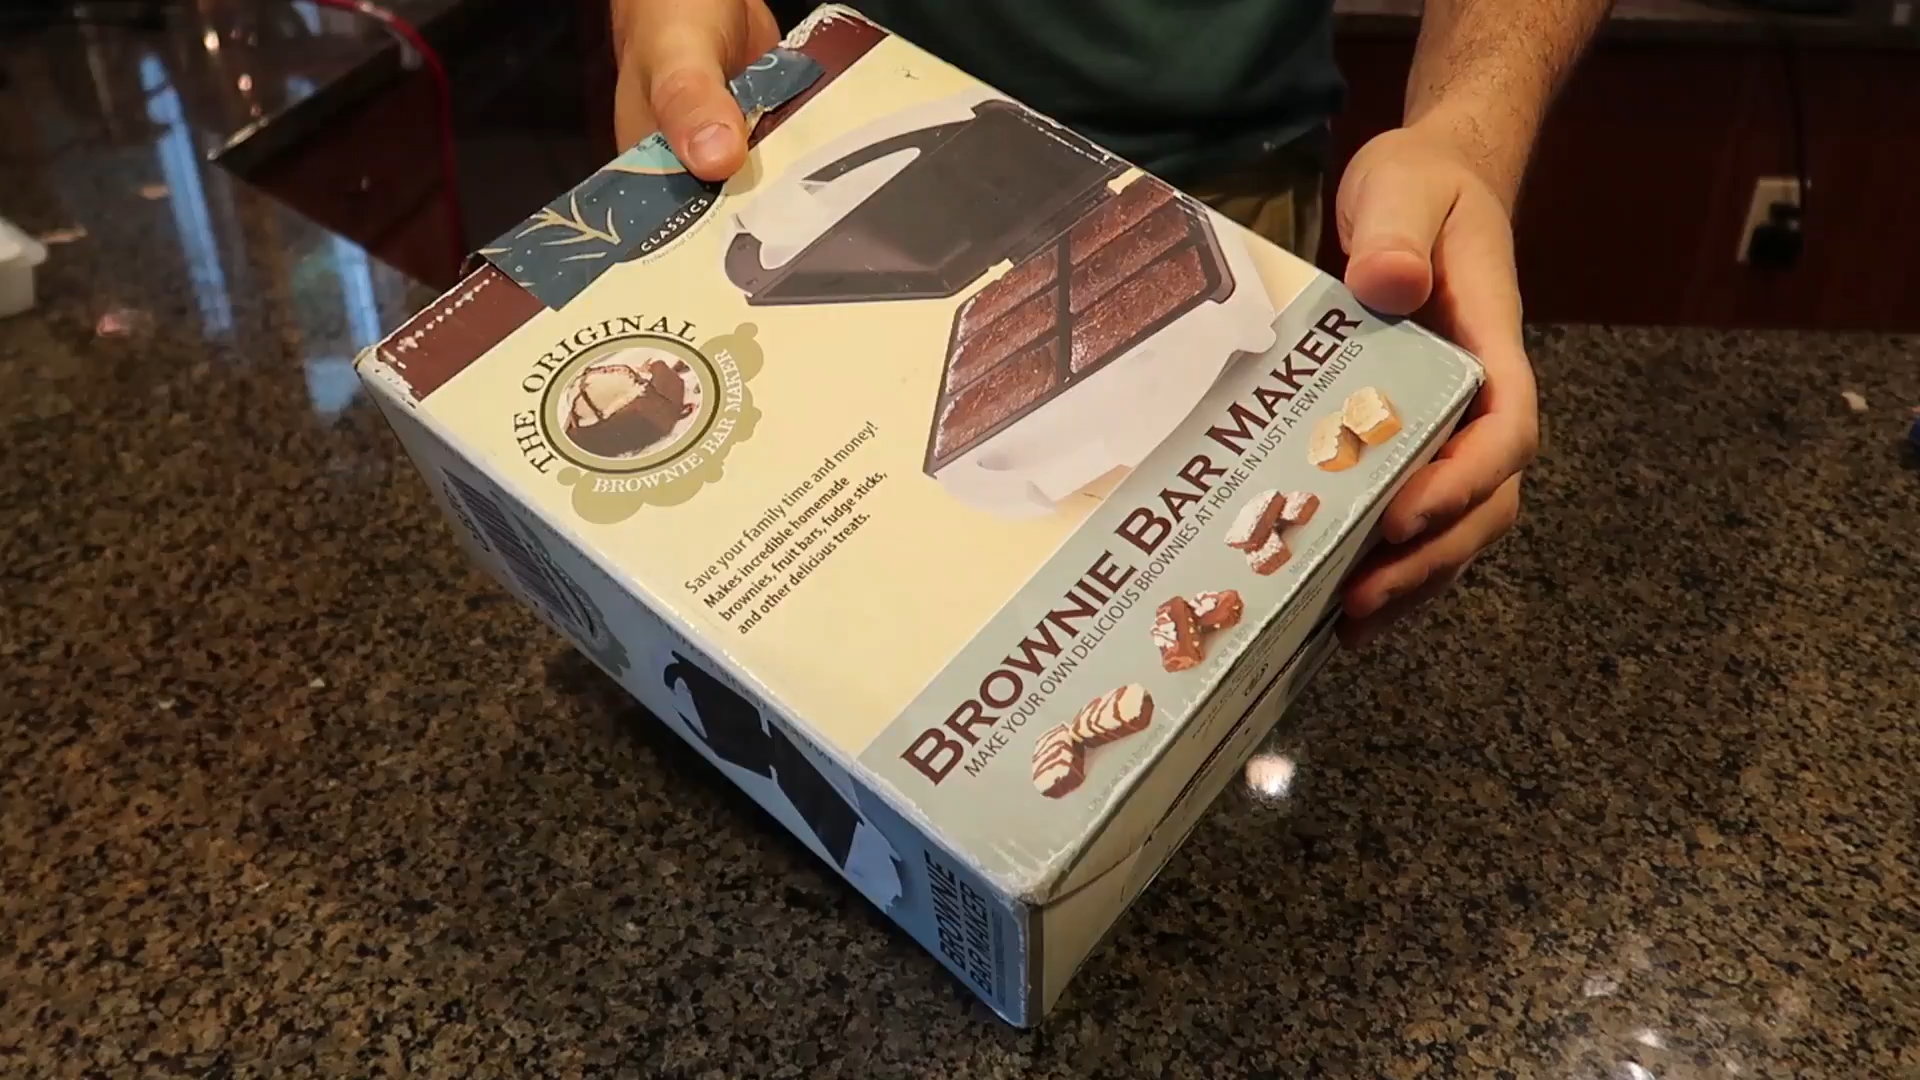 CLASSICS
THE ORIGINAL
BROWNIE BAR MAKER
Save your family time and money!
Makes incredible homemade
brownies, fruit bars, fudge sticks,
and other delicious treats.
BROWNIE BAR MAKER
MAKE YOUR OWN DELICIOUS BROWNIES AT HOME IN JUST A FEW MINUTES
BROWNIE
BAR MAKER